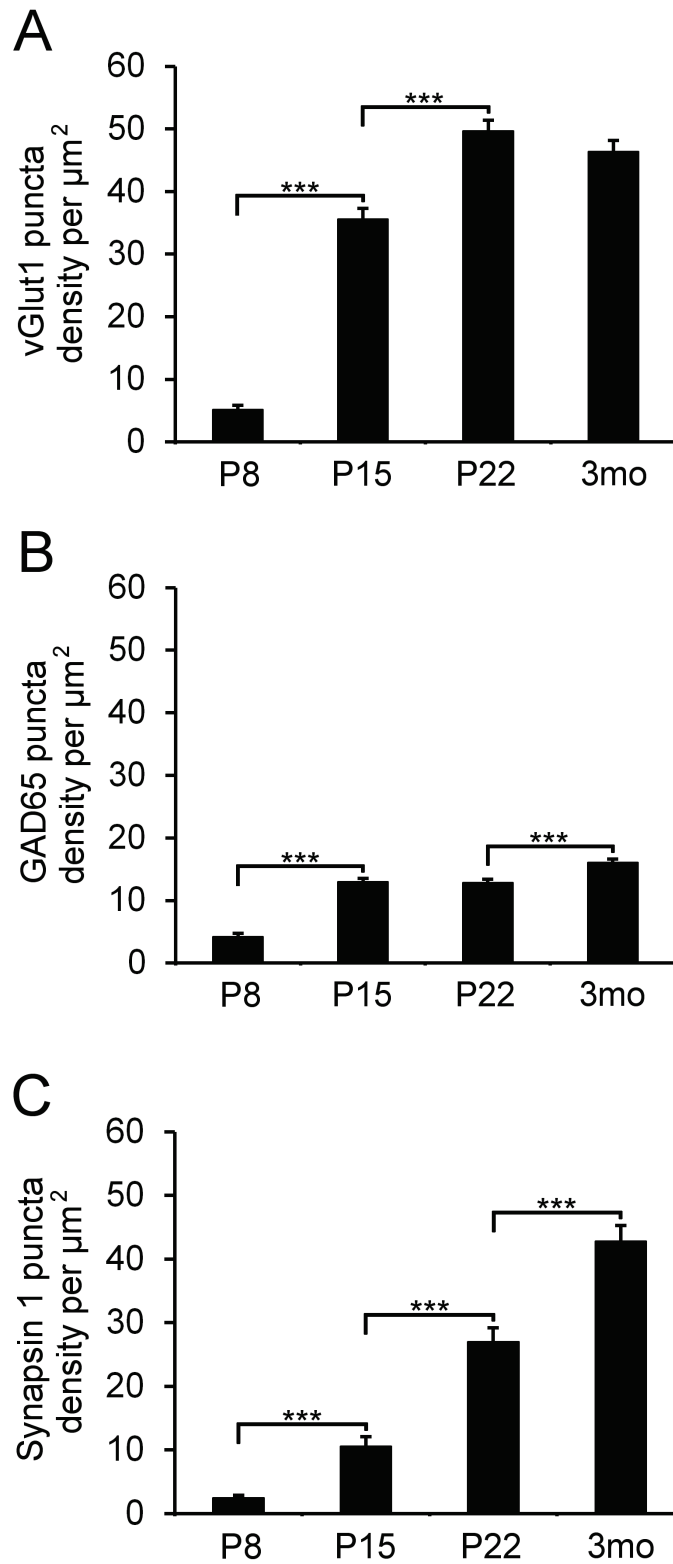 A
vGlut1 puncta
density per µm²
60
50
40
30
20
10
0
***
***
P8 P15 P22 3mo
B
GAD65 puncta
density per µm²
60
50
40
30
20
10
0
***
***
P8 P15 P22 3mo
C
Synapsin 1 puncta
density per µm²
60
50
40
30
20
10
0
***
***
***
P8 P15 P22 3mo